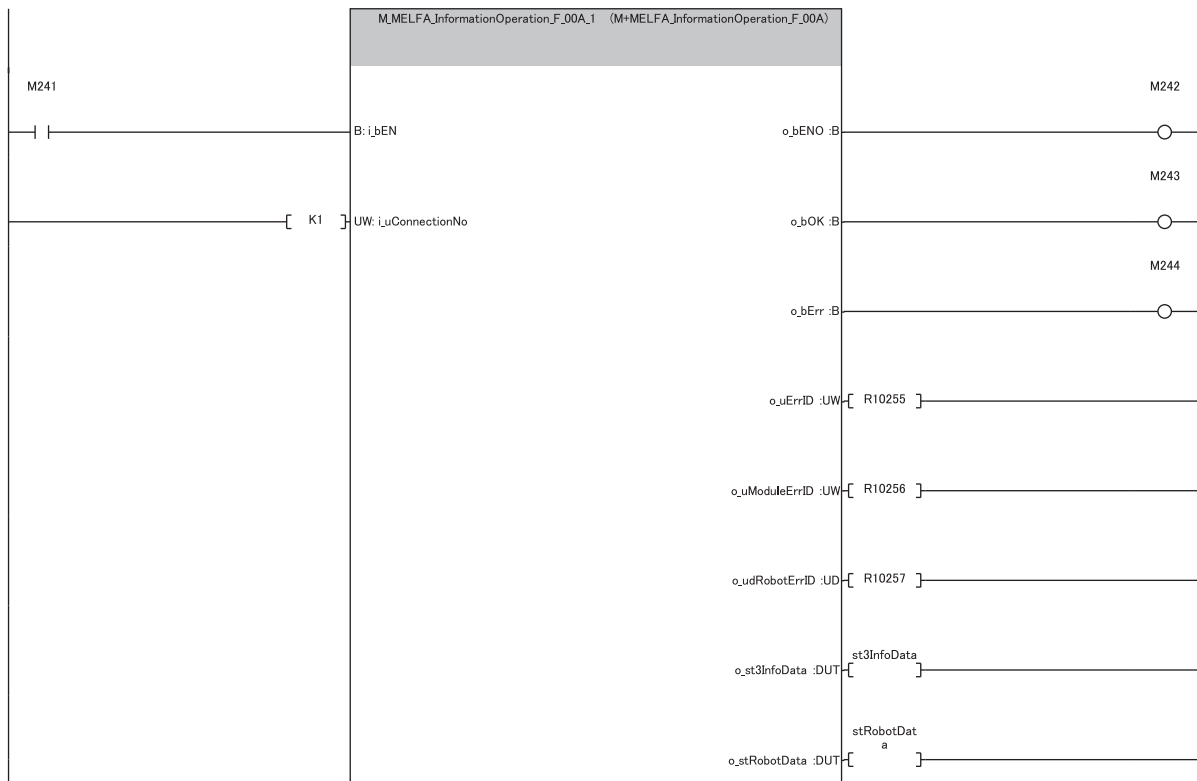 M_MELFA_InformationOperation_F_00A_1 (M+MELFA_InformationOperation_F_00A)
M241
M242
B: i_bEN
o_bENO :B
M243
K1
UW: i_uConnectionNo
o_bOK :B
M244
o_bErr :B
o_uErrID :UW
R10255
o_uModuleErrID :UW
R10256
o_udRobotErrID :UD
R10257
st3InfoData
o_st3InfoData :DUT
stRobotDat
a
o_stRobotData :DUT